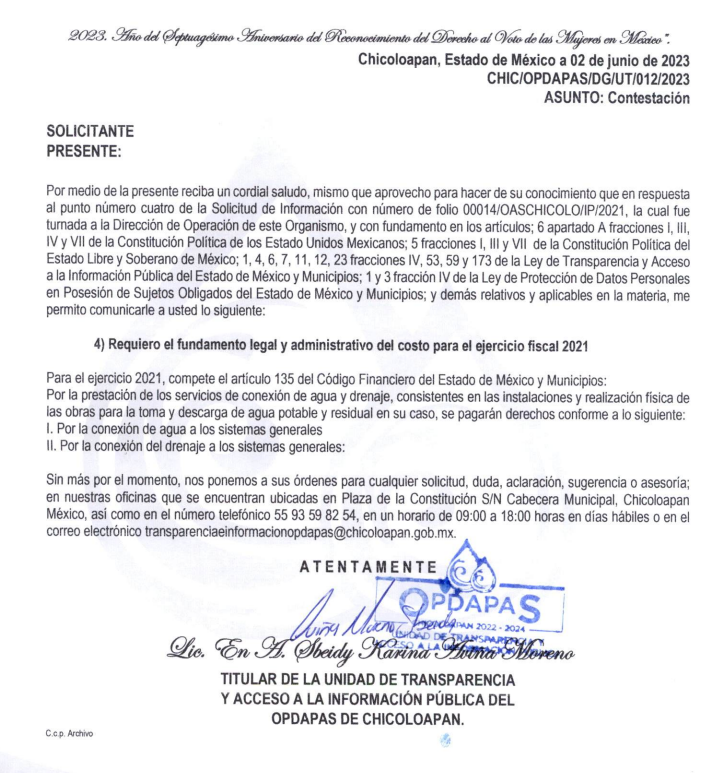 2023. Año del Septuagésimo Aniversario del Reconocimiento del Derecho al Voto de las Mujeres en México".
Chicoloapan, Estado de México a 02 de junio de 2023
CHIC/OPDAPAS/DG/UT/012/2023
ASUNTO: Contestación
SOLICITANTE
PRESENTE:
Por medio de la presente reciba un cordial saludo, mismo que aprovecho para hacer de su conocimiento que en respuesta
al punto número cuatro de la Solicitud de Información con número de folio 00014/OASCHICOLO/IP/2021, la cual fue
turnada a la Dirección de Operación de este Organismo, y con fundamento en los artículos; 6 apartado A fracciones I, III,
IV y VII de la Constitución Política de los Estado Unidos Mexicanos; 5 fracciones I, III y VII de la Constitución Política del
Estado Libre y Soberano de México; 1, 4, 6, 7, 11, 12, 23 fracciones IV, 53, 59 y 173 de la Ley de Transparencia y Acceso
a la Información Pública del Estado de México y Municipios; 1 y 3 fracción IV de la Ley de Protección de Datos Personales
en Posesión de Sujetos Obligados del Estado de México y Municipios; y demás relativos y aplicables en la materia, me
permito comunicarle a usted lo siguiente:
4) Requiero el fundamento legal y administrativo del costo para el ejercicio fiscal 2021
Para el ejercicio 2021, compete el artículo 135 del Código Financiero del Estado de México y Municipios:
Por la prestación de los servicios de conexión de agua y drenaje, consistentes en las instalaciones y realización física de
las obras para la toma y descarga de agua potable y residual en su caso, se pagarán derechos conforme a lo siguiente:
I. Por la conexión de agua a los sistemas generales
II. Por la conexión del drenaje a los sistemas generales:
Sin más por el momento, nos ponemos a sus órdenes para cualquier solicitud, duda, aclaración, sugerencia o asesoría;
en nuestras oficinas que se encuentran ubicadas en Plaza de la Constitución S/N Cabecera Municipal, Chicoloapan
México, así como en el número telefónico 55 93 59 82 54, en un horario de 09:00 a 18:00 horas en días hábiles o en el
correo electrónico transparenciaeinformacionopdapas@chicoloapan.gob.mx.
ATENTAMENTE
OPDAPAS
2022 - 2024
UNIDAD DE TRANSPARENCIA
Lic. En A. Sbeidy Karina Aviña Moreno
TITULAR DE LA UNIDAD DE TRANSPARENCIA
Y ACCESO A LA INFORMACIÓN PÚBLICA DEL
OPDAPAS DE CHICOLOAPAN.
C.c.p. Archivo